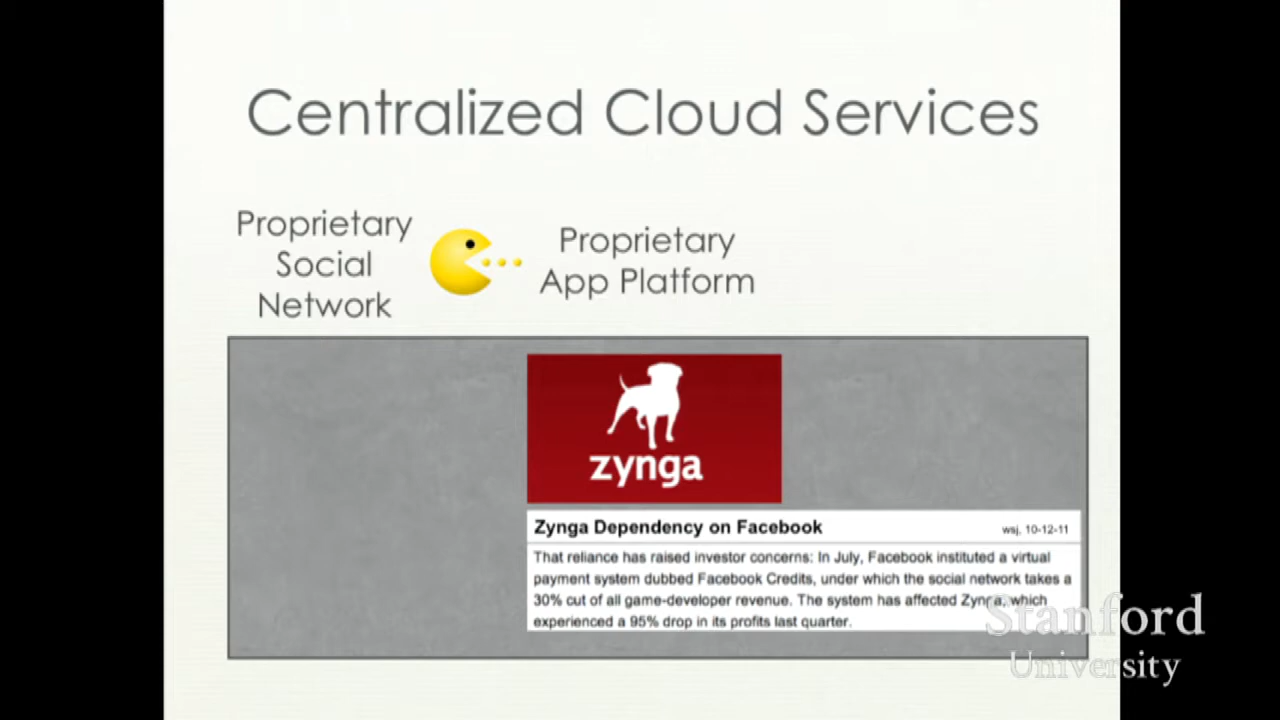 Centralized Cloud Services
Proprietary
Social
Network
Proprietary
App Platform
zynga
Zynga Dependency on Facebook
wsj, 10-12-11
That reliance has raised investor concerns: In July, Facebook instituted a virtual
payment system dubbed Facebook Credits, under which the social network takes a
30% cut of all game-developer revenue. The system has affected Zynga, which
experienced a 95% drop in its profits last quarter.
Stanford
University